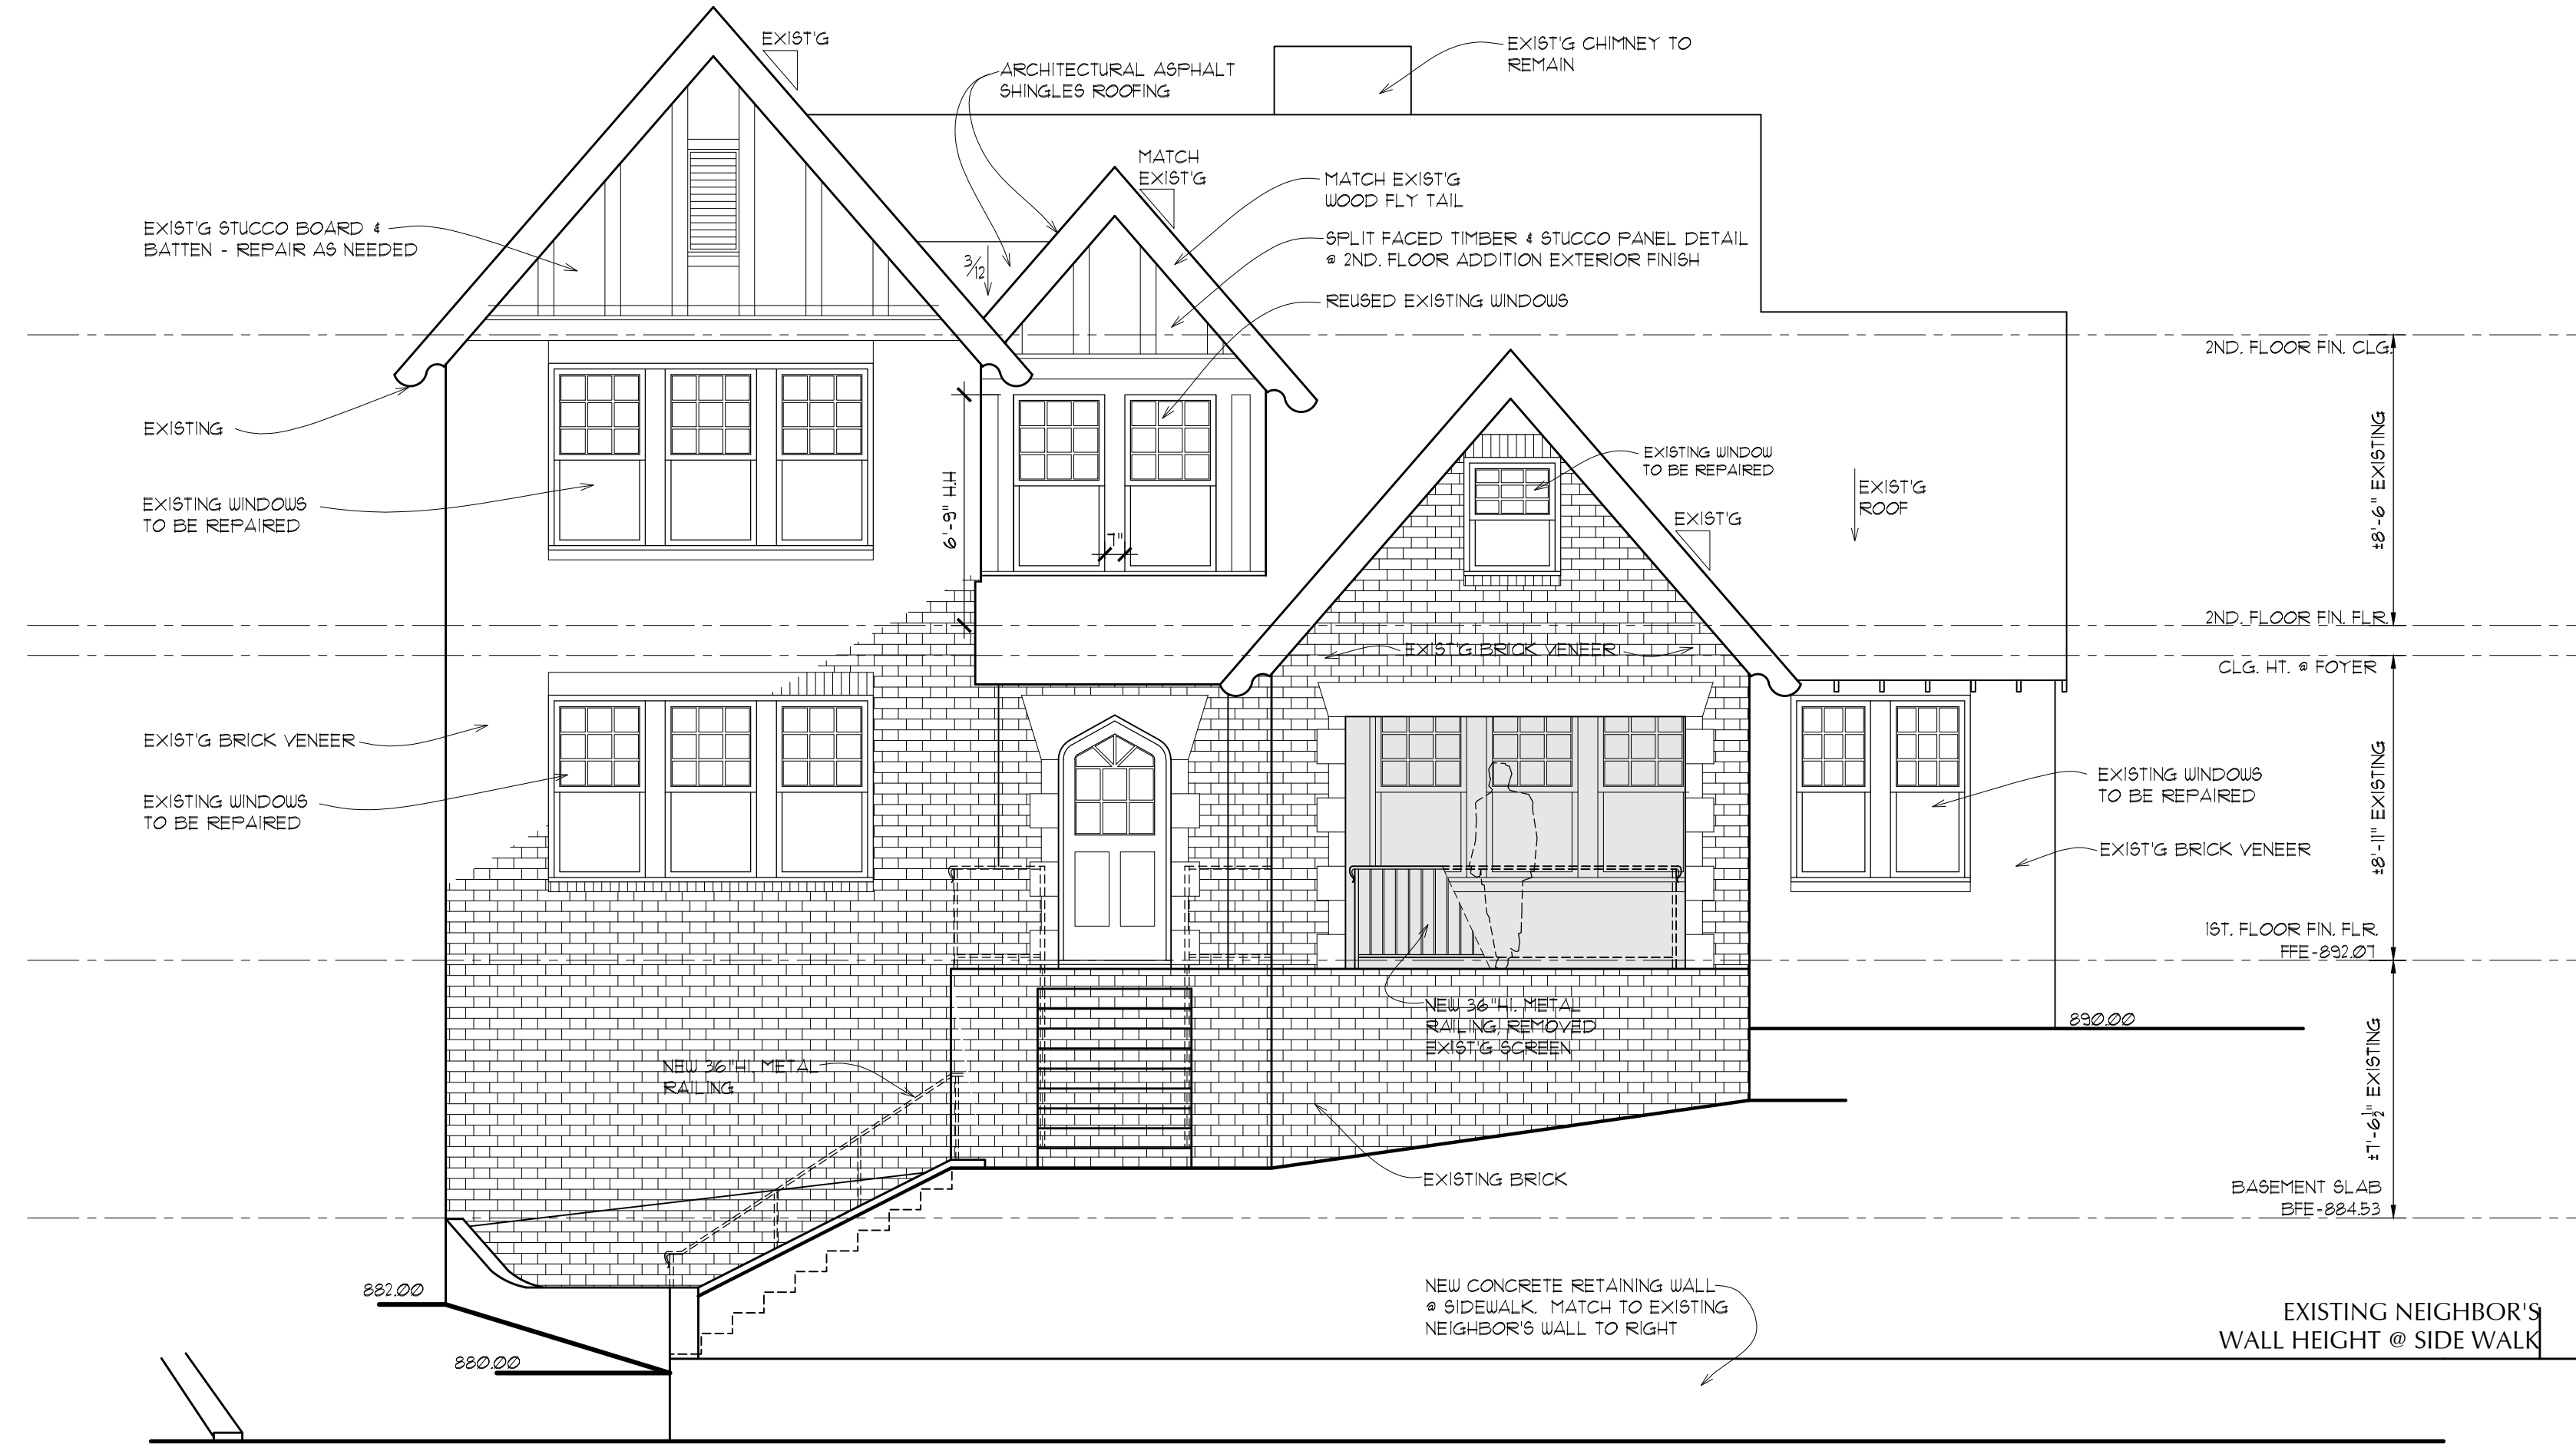 EXIST'G
EXIST'G CHIMNEY TO
REMAIN
ARCHITECTURAL ASPHALT
SHINGLES ROOFING
MATCH
EXIST'G
MATCH EXIST'G
WOOD FLY TAIL
EXIST'G STUCCO BOARD &
BATTEN - REPAIR AS NEEDED
SPLIT FACED TIMBER & STUCCO PANEL DETAIL
@ 2ND. FLOOR ADDITION EXTERIOR FINISH
3/12
REUSED EXISTING WINDOWS
2ND. FLOOR FIN. CLG.
EXISTING
EXISTING WINDOW
TO BE REPAIRED
±8'-6" EXISTING
EXIST'G
ROOF
EXISTING WINDOWS
TO BE REPAIRED
6'-9" H.H
7"
EXIST'G
2ND. FLOOR FIN. FLR.
EXIST'G BRICK VENEER
CLG. HT. @ FOYER
EXIST'G BRICK VENEER
EXISTING WINDOWS
TO BE REPAIRED
EXISTING WINDOWS
TO BE REPAIRED
±8'-11" EXISTING
EXIST'G BRICK VENEER
1ST. FLOOR FIN. FLR.
FFE-892.07
NEW 36"HI. METAL
RAILING, REMOVED
EXIST'G SCREEN
890.00
NEW 36"HI. METAL
RAILING
±7'-6½" EXISTING
EXISTING BRICK
BASEMENT SLAB
BFE-884.53
882.00
NEW CONCRETE RETAINING WALL
@ SIDEWALK. MATCH TO EXISTING
NEIGHBOR'S WALL TO RIGHT
EXISTING NEIGHBOR'S
WALL HEIGHT @ SIDE WALK
880.00